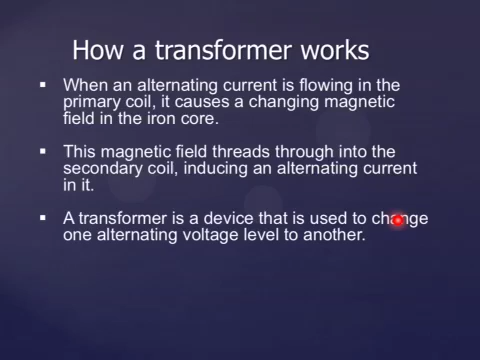 How a transformer works
When an alternating current is flowing in the
primary coil, it causes a changing magnetic
field in the iron core.
This magnetic field threads through into the
secondary coil, inducing an alternating current
in it.
A transformer is a device that is used to change
one alternating voltage level to another.